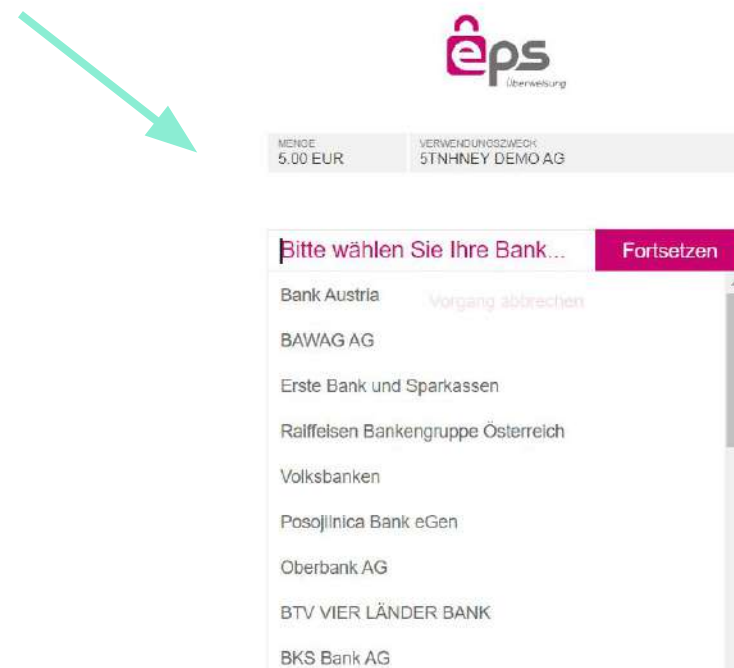 eps
Überweisung
MENGE
5.00 EUR
VERWENDUNGSZWECK
5TNHNEY DEMO AG
Bitte wählen Sie Ihre Bank...
Fortsetzen
Bank Austria
Vorgang abbrechen
BAWAG AG
Erste Bank und Sparkassen
Raiffeisen Bankengruppe Österreich
Volksbanken
Posojilnica Bank eGen
Oberbank AG
BTV VIER LÄNDER BANK
BKS Bank AG